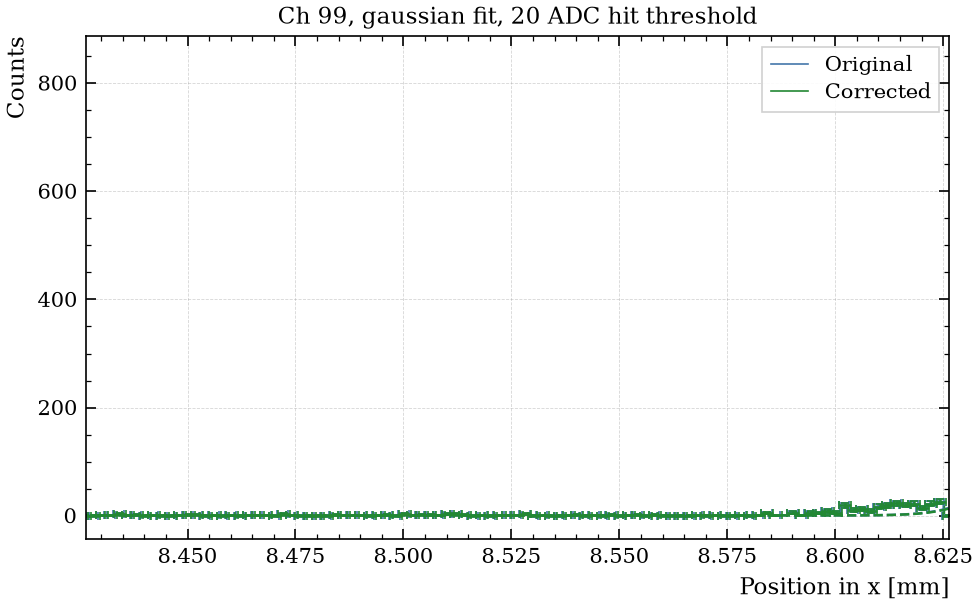 Ch 99, gaussian fit, 20 ADC hit threshold
Counts
800
600
400
200
0
Original
Corrected
8.450 8.475 8.500 8.525 8.550 8.575 8.600 8.625
Position in x [mm]